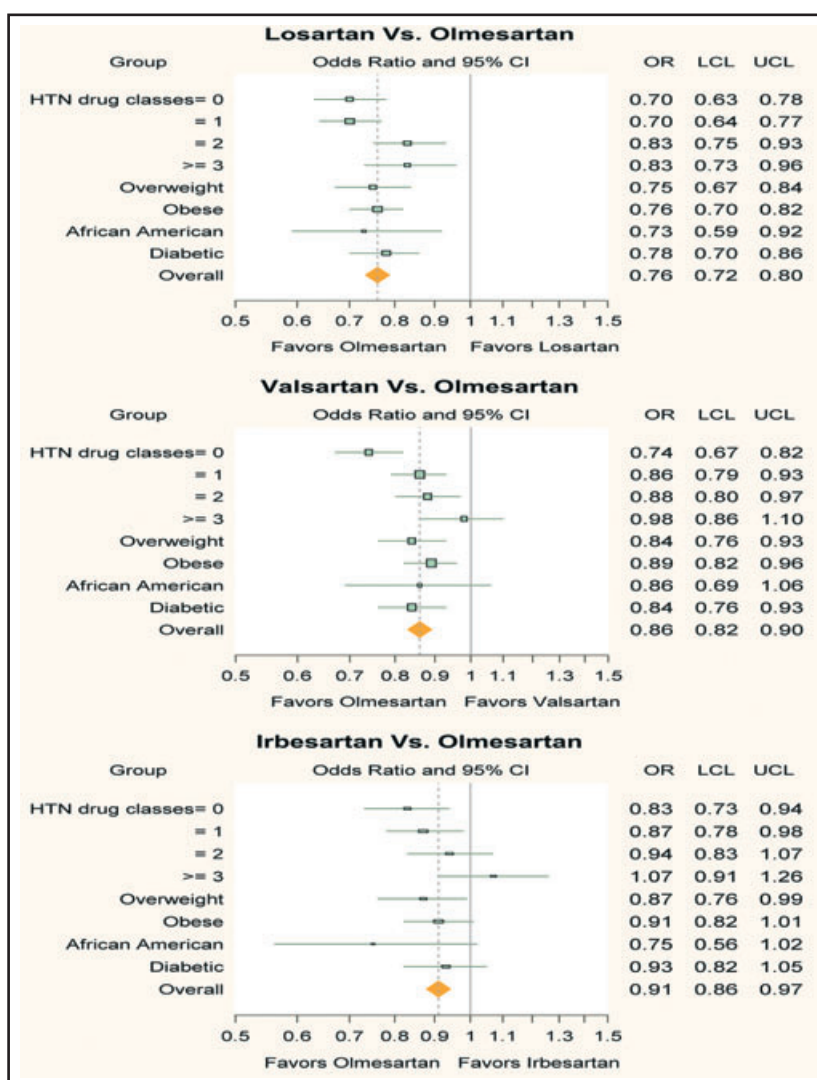 Losartan Vs. Olmesartan
Group Odds Ratio and 95% CI OR LCL UCL
HTN drug classes= 0 0.70 0.63 0.78
= 1 0.70 0.64 0.77
= 2 0.83 0.75 0.93
>= 3 0.83 0.73 0.96
Overweight 0.75 0.67 0.84
Obese 0.76 0.70 0.82
African American 0.73 0.59 0.92
Diabetic 0.78 0.70 0.86
Overall 0.76 0.72 0.80
0.5 0.6 0.7 0.8 0.9 1 1.1 1.3 1.5
Favors Olmesartan Favors Losartan
Valsartan Vs. Olmesartan
Group Odds Ratio and 95% CI OR LCL UCL
HTN drug classes= 0 0.74 0.67 0.82
= 1 0.86 0.79 0.93
= 2 0.88 0.80 0.97
>= 3 0.98 0.86 1.10
Overweight 0.84 0.76 0.93
Obese 0.89 0.82 0.96
African American 0.86 0.69 1.06
Diabetic 0.84 0.76 0.93
Overall 0.86 0.82 0.90
0.5 0.6 0.7 0.8 0.9 1 1.1 1.3 1.5
Favors Olmesartan Favors Valsartan
Irbesartan Vs. Olmesartan
Group Odds Ratio and 95% CI OR LCL UCL
HTN drug classes= 0 0.83 0.73 0.94
= 1 0.87 0.78 0.98
= 2 0.94 0.83 1.07
>= 3 1.07 0.91 1.26
Overweight 0.87 0.76 0.99
Obese 0.91 0.82 1.01
African American 0.75 0.56 1.02
Diabetic 0.93 0.82 1.05
Overall 0.91 0.86 0.97
0.5 0.6 0.7 0.8 0.9 1 1.1 1.3 1.5
Favors Olmesartan Favors Irbesartan